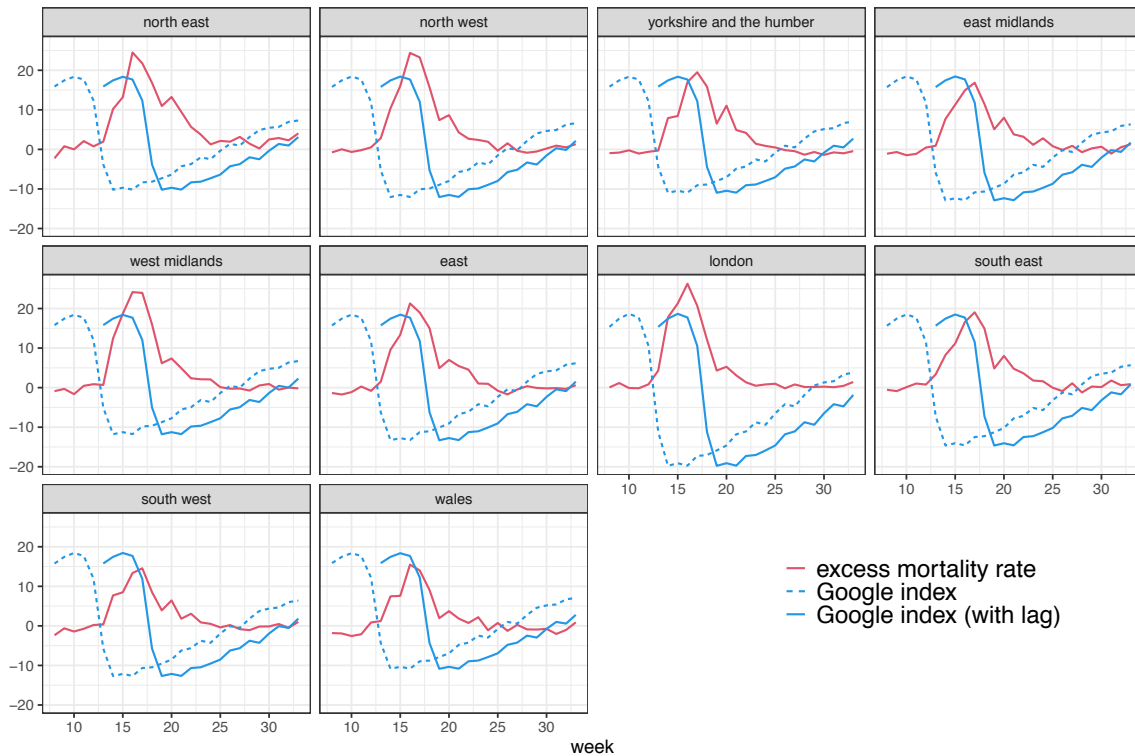 north east
north west
yorkshire and the humber
east midlands
20
10
0
−10
−20
west midlands
east
london
south east
20
10
0
−10
−20
10 15 20 25 30
10 15 20 25 30
south west
wales
20
10
0
−10
−20
10 15 20 25 30
10 15 20 25 30
excess mortality rate
Google index
Google index (with lag)
week